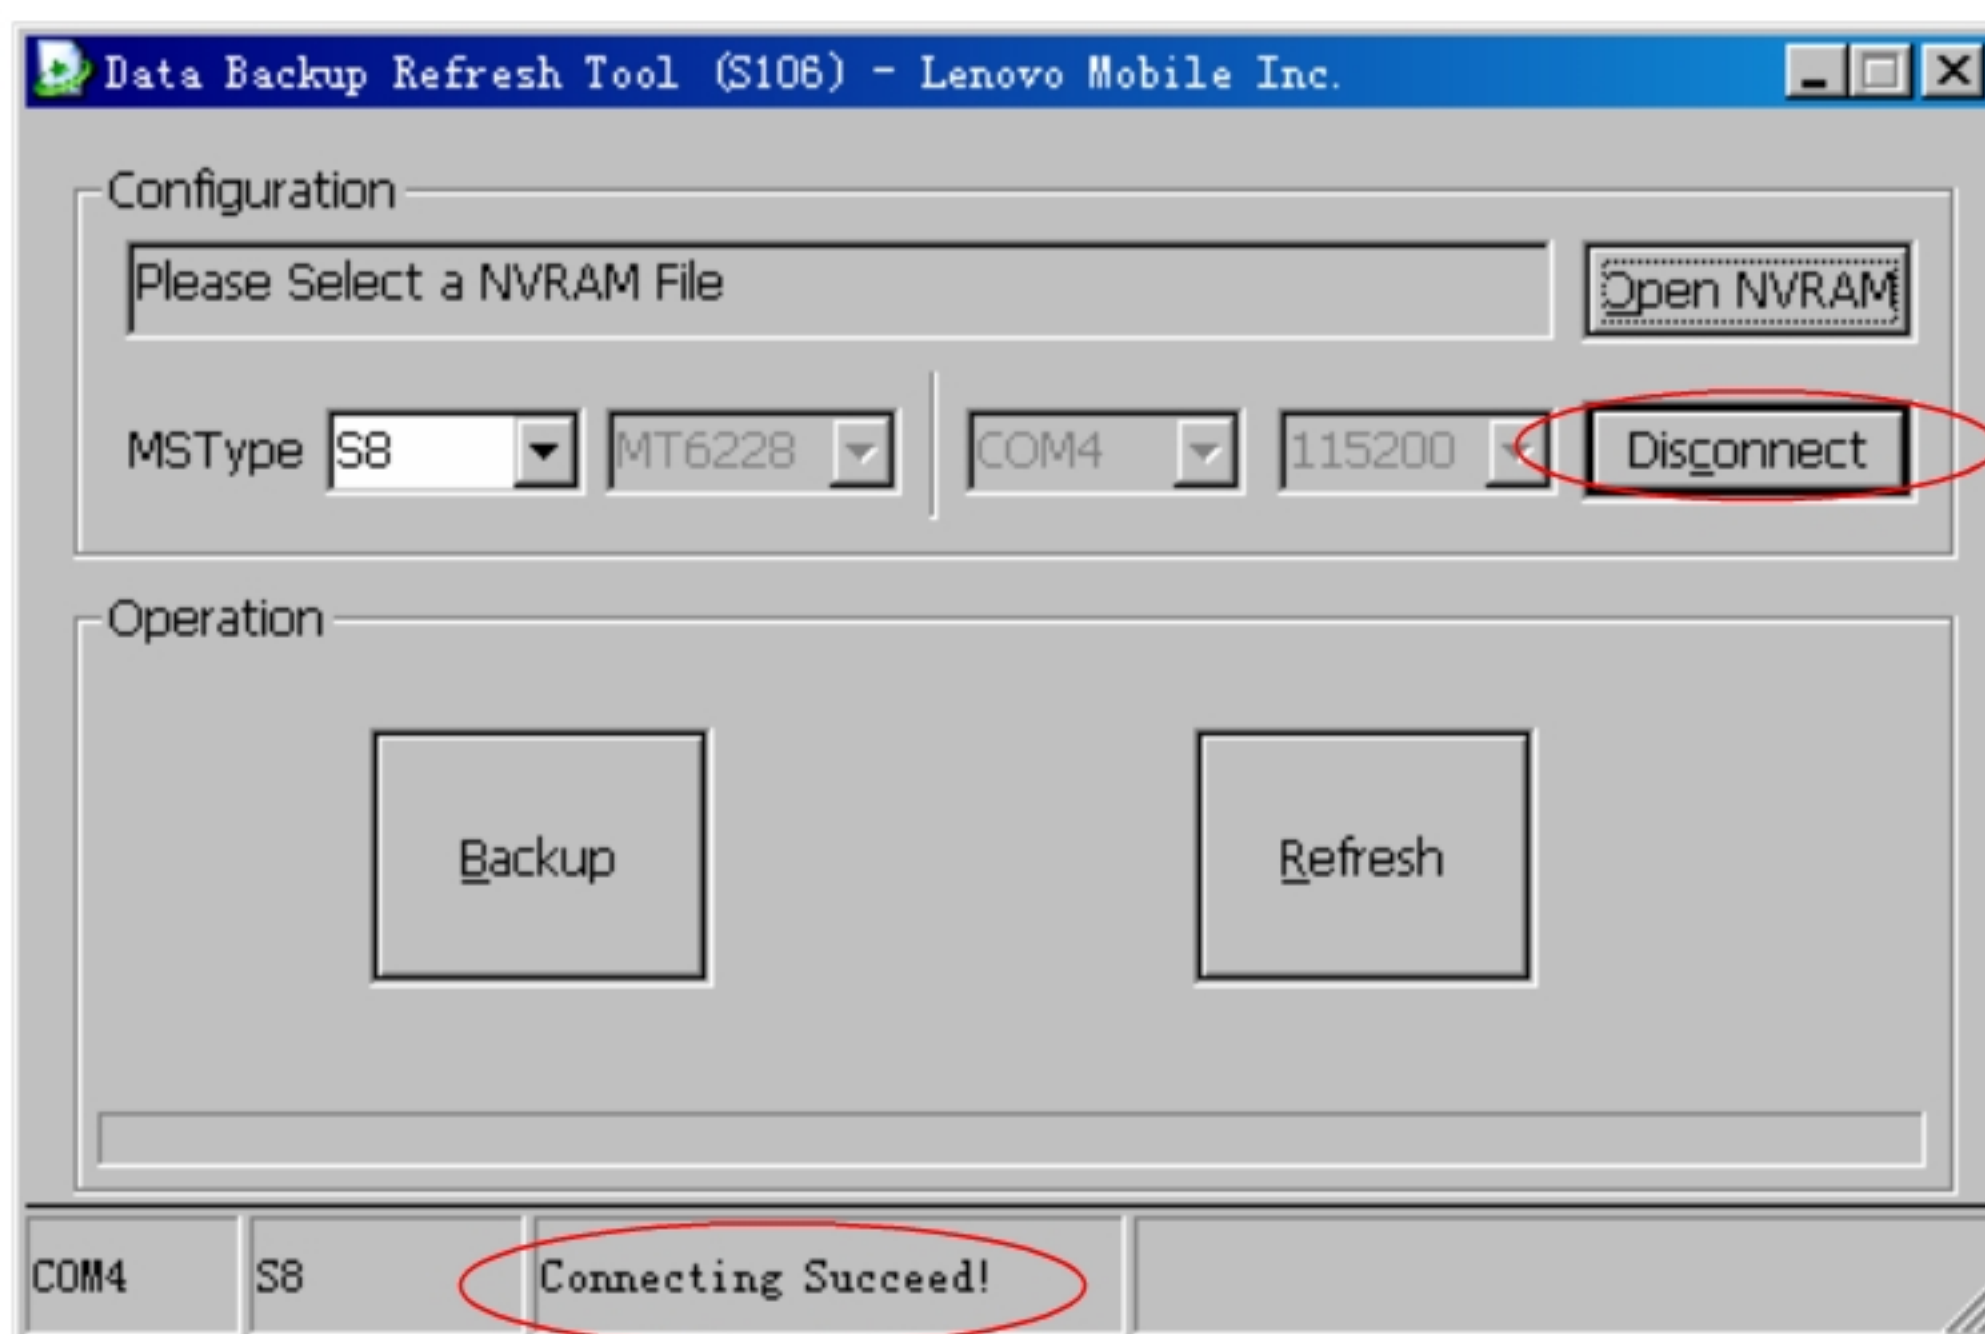 Data Backup Refresh Tool (S106) - Lenovo Mobile Inc.
Configuration
Please Select a NVRAM File
Open NVRAM
MSType S8 MT6228 COM4 115200 Disconnect
Operation
Backup Refresh
COM4 S8 Connecting Succeed!